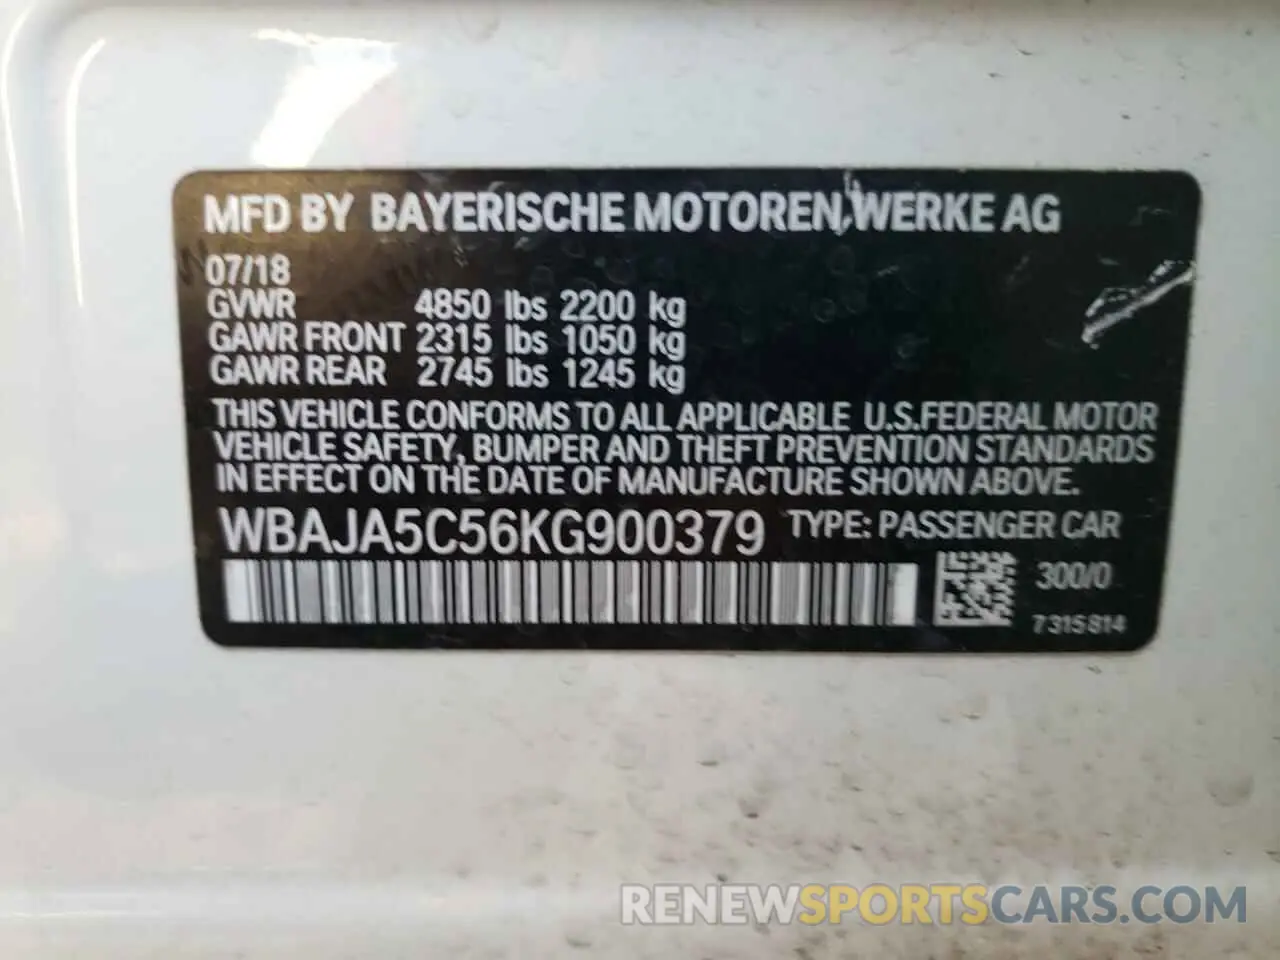 MFD BY BAYERISCHE MOTOREN WERKE AG
07/18
GVWR 4850 lbs 2200 kg
GAWR FRONT 2315 lbs 1050 kg
GAWR REAR 2745 lbs 1245 kg
THIS VEHICLE CONFORMS TO ALL APPLICABLE U.S.FEDERAL MOTOR
VEHICLE SAFETY, BUMPER AND THEFT PREVENTION STANDARDS
IN EFFECT ON THE DATE OF MANUFACTURE SHOWN ABOVE.
WBAJA5C56KG900379 TYPE: PASSENGER CAR
300/0
7315814
RENEWSPORTSCARS.COM